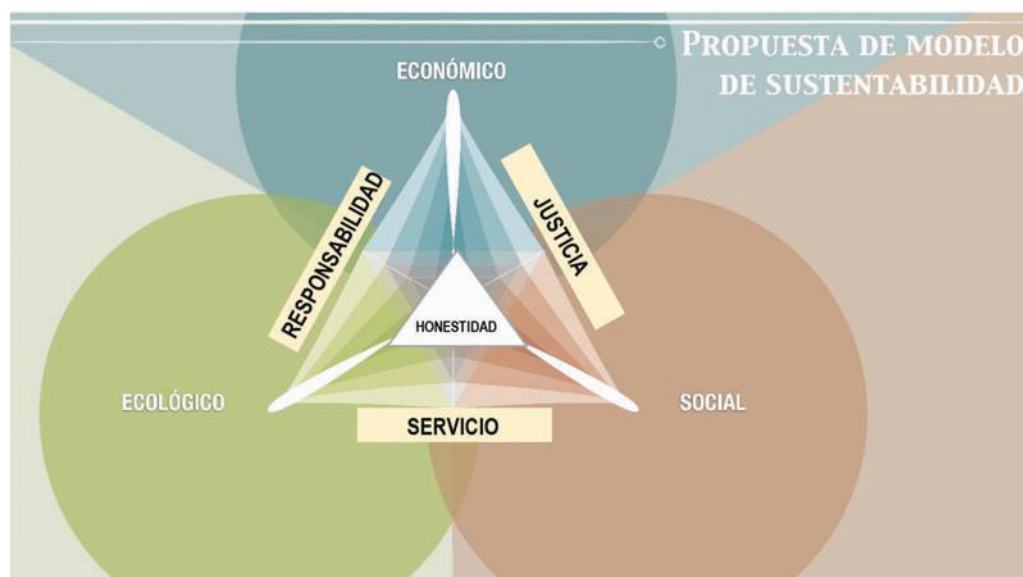 PROPUESTA DE MODELO
DE SUSTENTABILIDAD
ECONÓMICO
RESPONSABILIDAD
JUSTICIA
HONESTIDAD
ECOLÓGICO
SOCIAL
SERVICIO